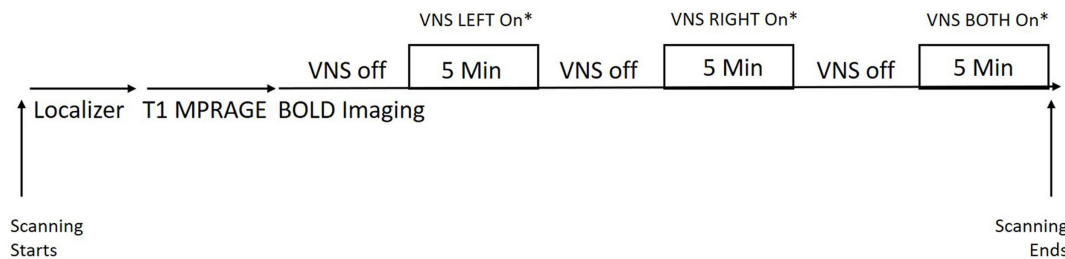 VNS LEFT On* VNS RIGHT On* VNS BOTH On*
VNS off 5 Min VNS off 5 Min VNS off 5 Min
Localizer T1 MPRAGE BOLD Imaging
Scanning Scanning
Starts Ends